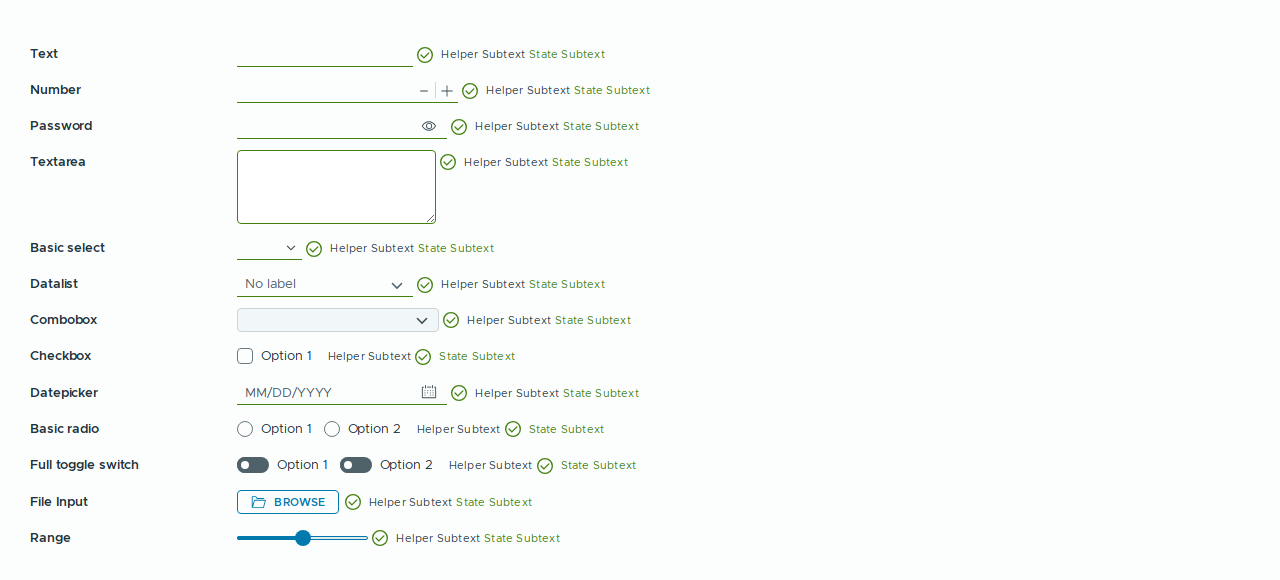 Text Helper Subtext State Subtext
Number Helper Subtext State Subtext
Password Helper Subtext State Subtext
Textarea Helper Subtext State Subtext
Basic select Helper Subtext State Subtext
Datalist No label Helper Subtext State Subtext
Combobox Helper Subtext State Subtext
Checkbox Option 1 Helper Subtext State Subtext
Datepicker MM/DD/YYYY Helper Subtext State Subtext
Basic radio Option 1 Option 2 Helper Subtext State Subtext
Full toggle switch Option 1 Option 2 Helper Subtext State Subtext
File Input BROWSE Helper Subtext State Subtext
Range Helper Subtext State Subtext